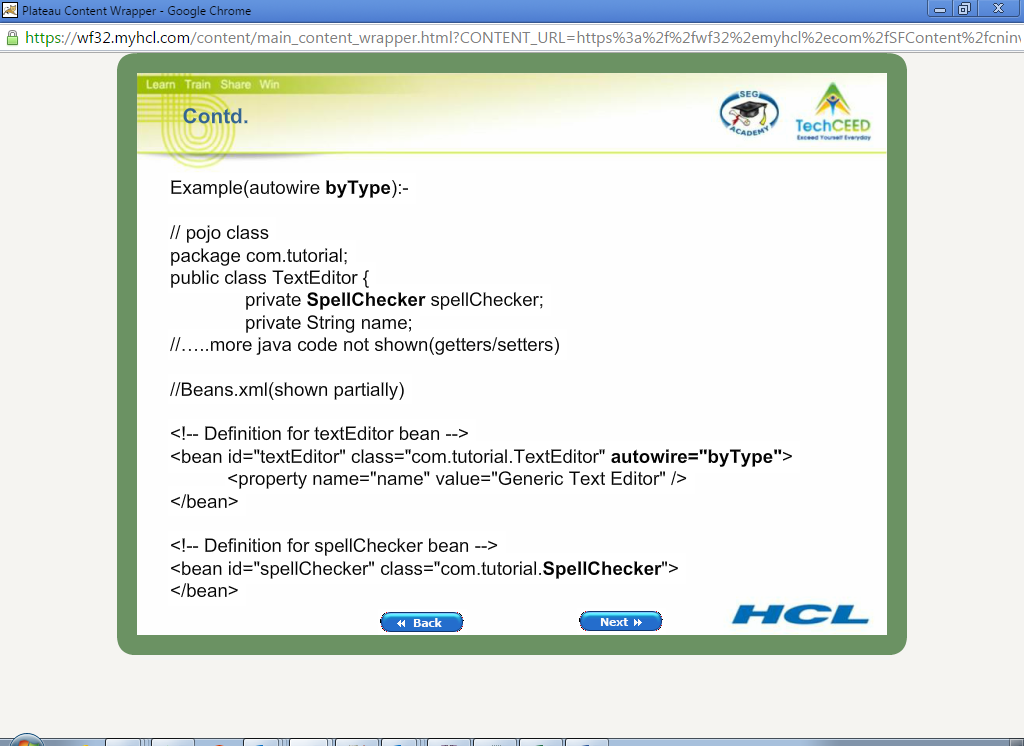 Plateau Content Wrapper - Google Chrome
https://wf32.myhcl.com/content/main_content_wrapper.html?CONTENT_URL=https%3a%2f%2fwf32%2emyhcl%2ecom%2fSFContent%2fcninv
Learn Train Share Win
Contd.
SEG
ACADEMY
TechCEED
Exceed Yourself Everyday
Example(autowire byType):-
// pojo class
package com.tutorial;
public class TextEditor {
private SpellChecker spellChecker;
private String name;
//…..more java code not shown(getters/setters)
//Beans.xml(shown partially)
<!-- Definition for textEditor bean -->
<bean id="textEditor" class="com.tutorial.TextEditor" autowire="byType">
<property name="name" value="Generic Text Editor" />
</bean>
<!-- Definition for spellChecker bean -->
<bean id="spellChecker" class="com.tutorial.SpellChecker">
</bean>
Back
Next
HCL